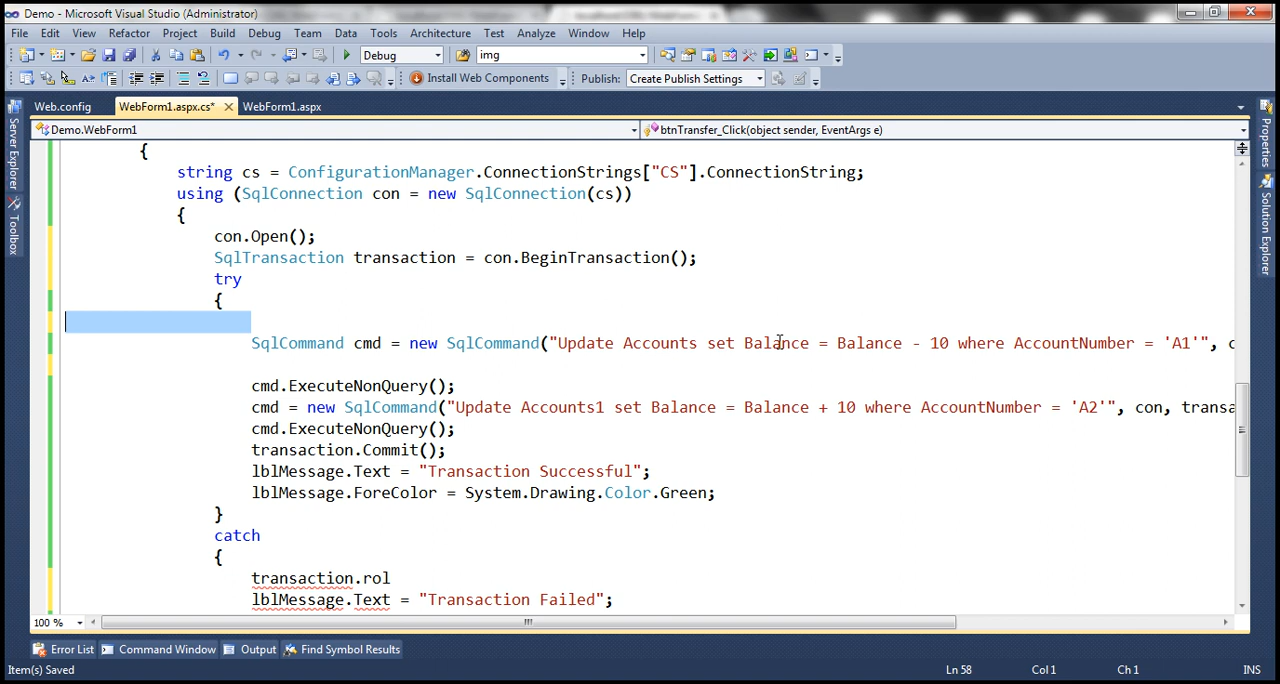 Demo - Microsoft Visual Studio (Administrator)
File Edit View Refactor Project Build Debug Team Data Tools Architecture Test Analyze Window Help
Debug img
Install Web Components Publish: Create Publish Settings
Web.config WebForm1.aspx.cs* WebForm1.aspx
Demo.WebForm1 btnTransfer_Click(object sender, EventArgs e)
Server Explorer
Toolbox
Properties
Solution Explorer
{
string cs = ConfigurationManager.ConnectionStrings["CS"].ConnectionString;
using (SqlConnection con = new SqlConnection(cs))
{
con.Open();
SqlTransaction transaction = con.BeginTransaction();
try
{
SqlCommand cmd = new SqlCommand("Update Accounts set Balance = Balance - 10 where AccountNumber = 'A1'", c
cmd.ExecuteNonQuery();
cmd = new SqlCommand("Update Accounts1 set Balance = Balance + 10 where AccountNumber = 'A2'", con, transa
cmd.ExecuteNonQuery();
transaction.Commit();
lblMessage.Text = "Transaction Successful";
lblMessage.ForeColor = System.Drawing.Color.Green;
}
catch
{
transaction.rol
lblMessage.Text = "Transaction Failed";
100 %
Error List Command Window Output Find Symbol Results
Item(s) Saved Ln 58 Col 1 Ch 1 INS